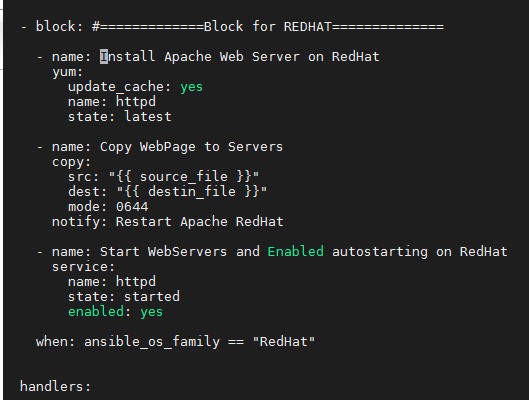 - block: #=============Block for REDHAT==============
- name: Install Apache Web Server on RedHat
yum:
update_cache: yes
name: httpd
state: latest
- name: Copy WebPage to Servers
copy:
src: "{{ source_file }}"
dest: "{{ destin_file }}"
mode: 0644
notify: Restart Apache RedHat
- name: Start WebServers and Enabled autostarting on RedHat
service:
name: httpd
state: started
enabled: yes
when: ansible_os_family == "RedHat"
handlers: